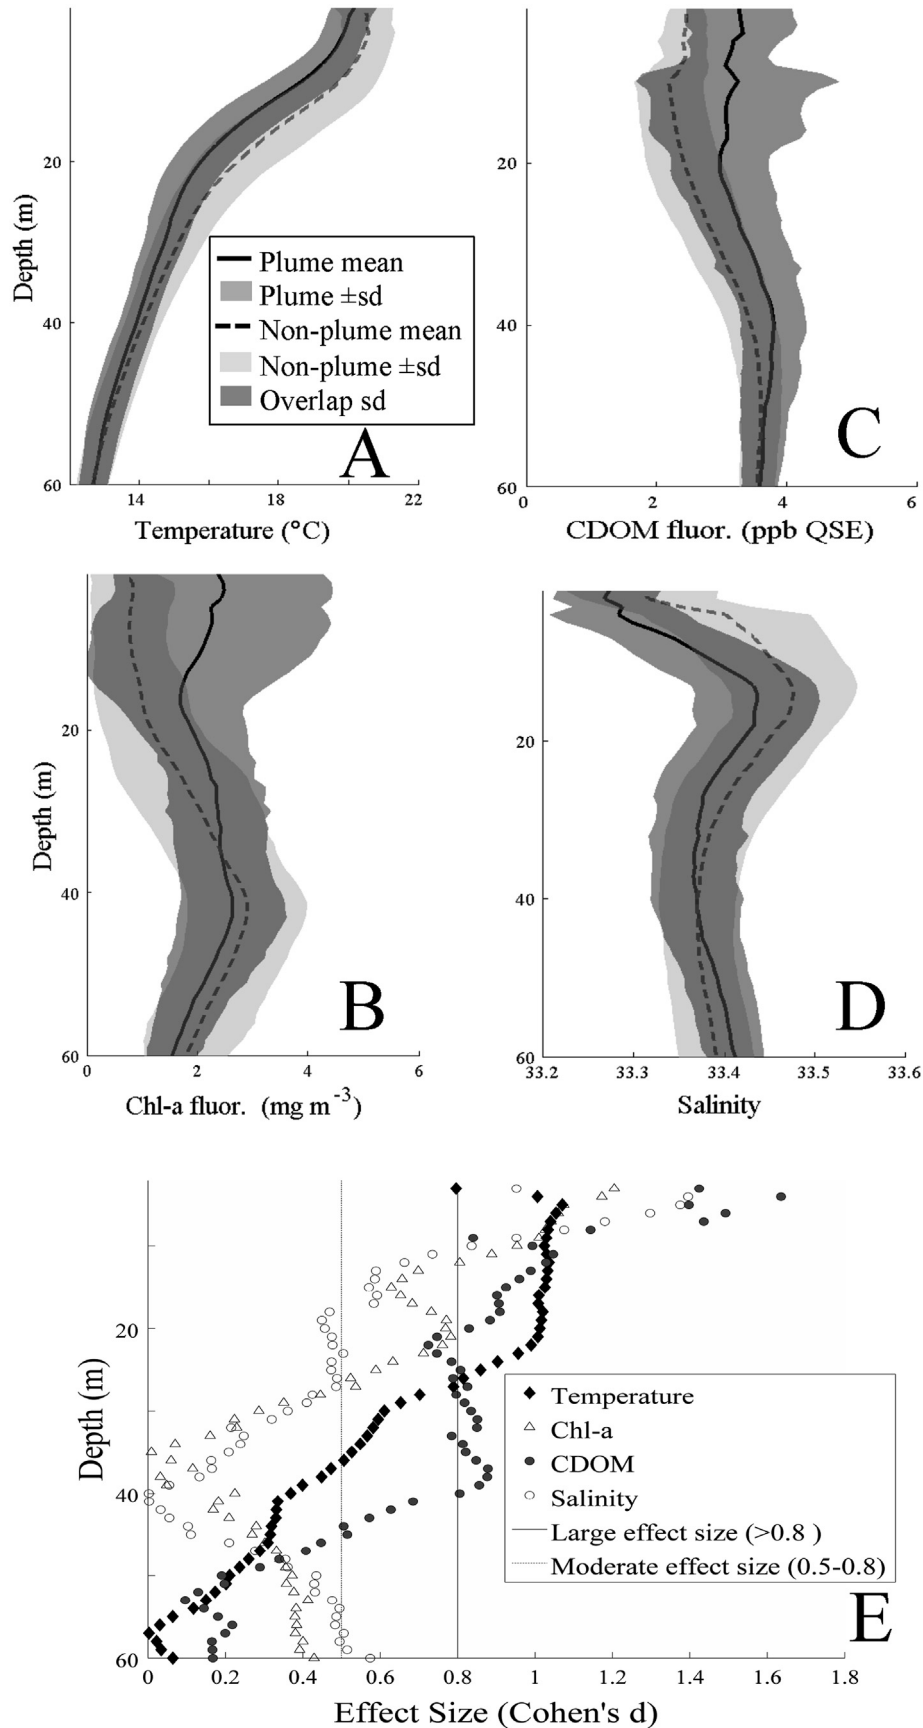 Depth (m)
20
40
60
14
18
22
Temperature (°C)
Plume mean
Plume ±sd
Non-plume mean
Non-plume ±sd
Overlap sd
A
20
40
60
0
2
4
6
CDOM fluor. (ppb QSE)
C
Depth (m)
20
40
60
0
2
4
6
Chl-a fluor. (mg m⁻³)
B
20
40
60
33.2
33.3
33.4
33.5
33.6
Salinity
D
Depth (m)
20
40
60
0
0.2
0.4
0.6
0.8
1
1.2
1.4
1.6
1.8
Effect Size (Cohen's d)
Temperature
Chl-a
CDOM
Salinity
Large effect size (>0.8 )
Moderate effect size (0.5-0.8)
E